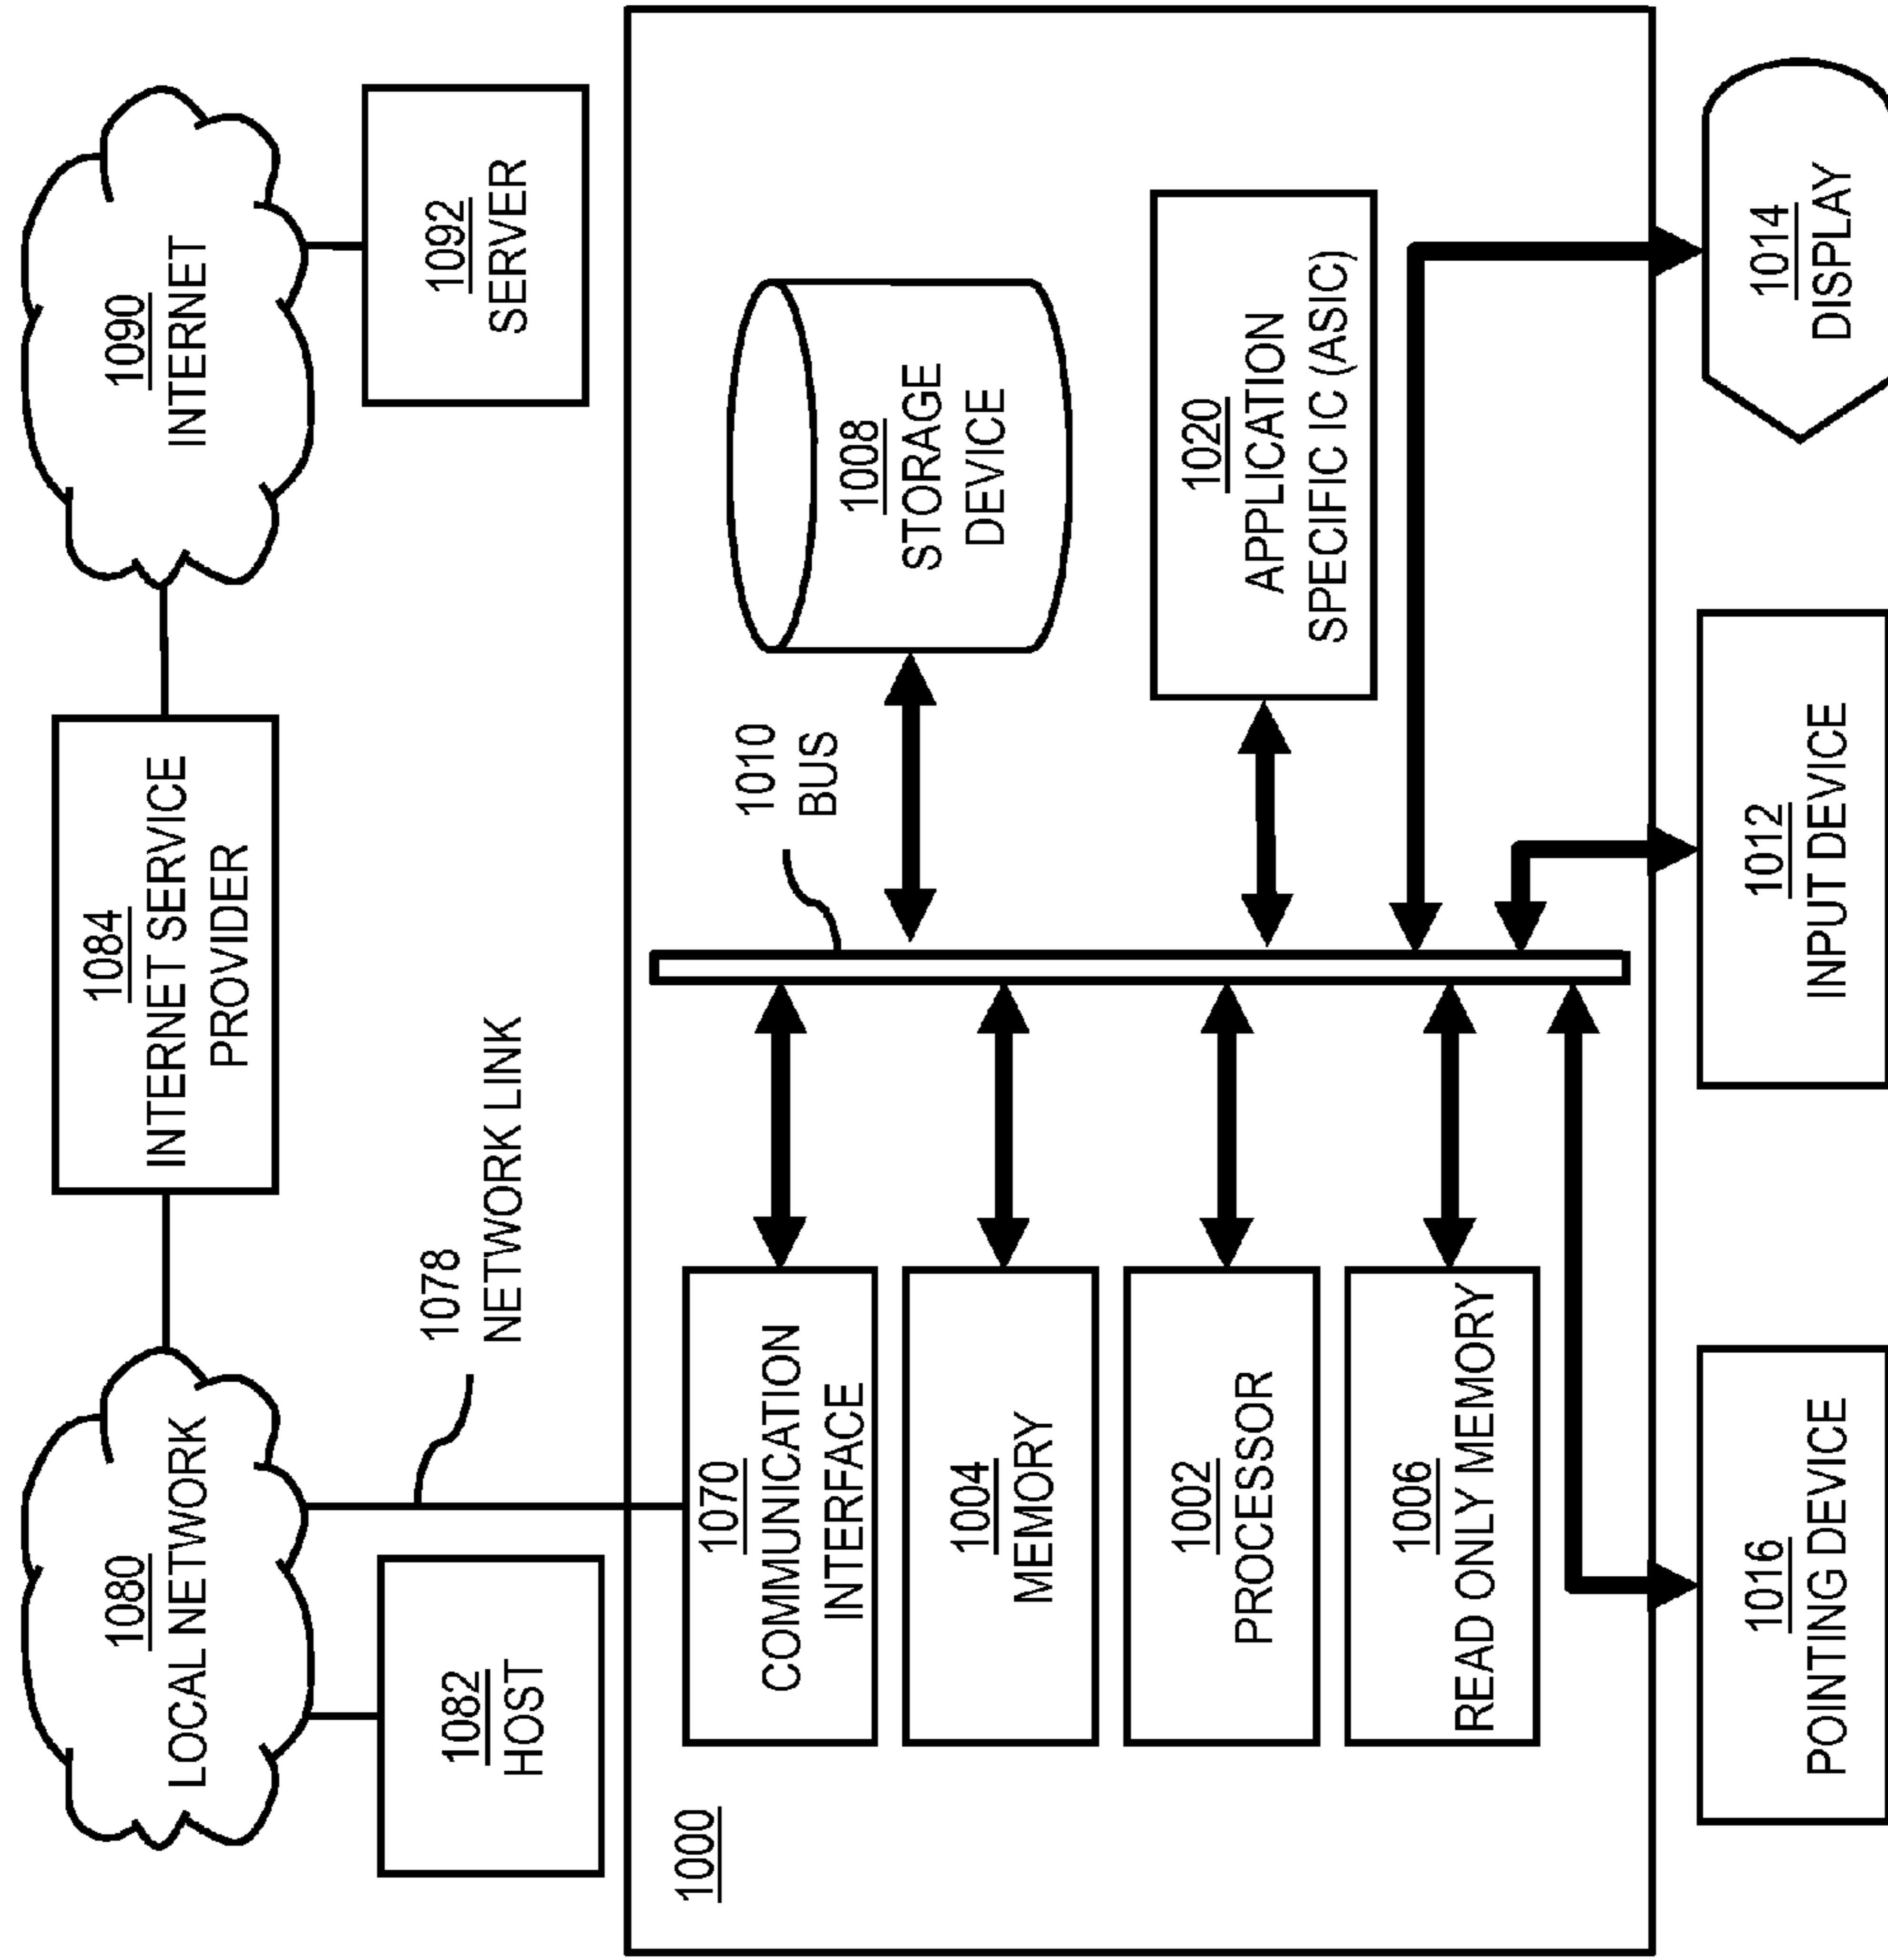 1080
LOCAL NETWORK
1084
INTERNET SERVICE
PROVIDER
1090
INTERNET
1082
HOST
1078
NETWORK LINK
1092
SERVER
1000
1070
COMMUNICATION
INTERFACE
1010
BUS
1008
STORAGE
DEVICE
1004
MEMORY
1002
PROCESSOR
1020
APPLICATION
SPECIFIC IC (ASIC)
1006
READ ONLY MEMORY
1016
POINTING DEVICE
1012
INPUT DEVICE
1014
DISPLAY